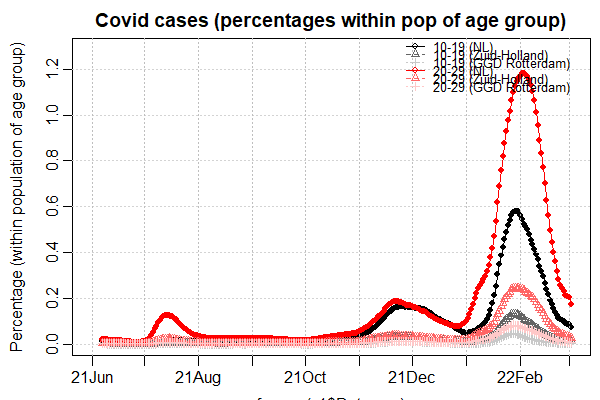 Covid cases (percentages within pop of age group)
Percentage (within population of age group)
1.2
1.0
0.8
0.6
0.4
0.2
0.0
10-19 (NL)
10-19 (Zuid-Holland)
10-19 (GGD Rotterdam)
20-29 (NL)
20-29 (Zuid-Holland)
20-29 (GGD Rotterdam)
21Jun
21Aug
21Oct
21Dec
22Feb